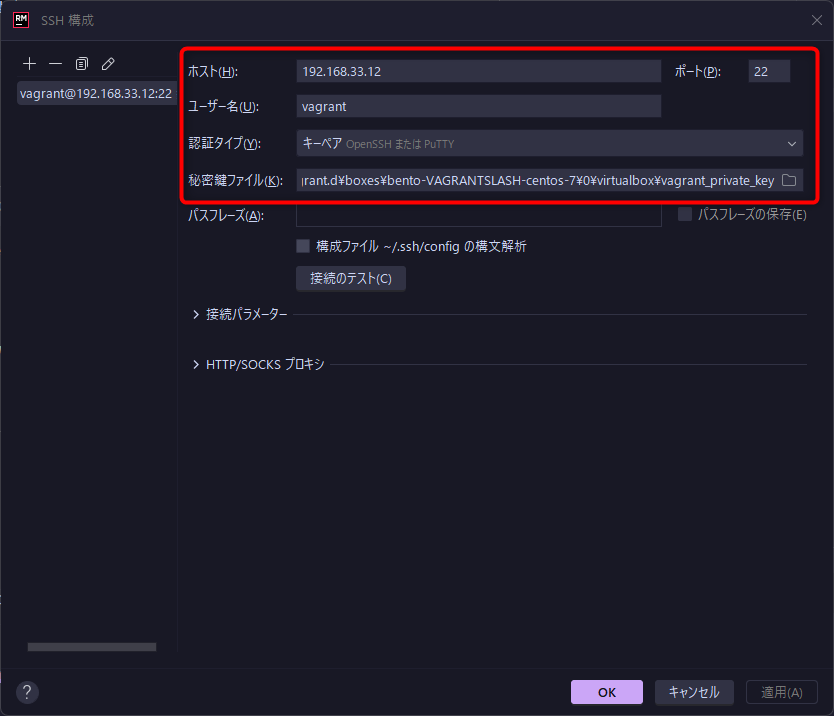 RM SSH 構成
vagrant@192.168.33.12:22
ホスト(H): 192.168.33.12 ポート(P): 22
ユーザー名(U): vagrant
認証タイプ(Y): キーペア OpenSSH または PuTTY
秘密鍵ファイル(K): grant.d¥boxes¥bento-VAGRANTSLASH-centos-7¥0¥virtualbox¥vagrant_private_key
パスフレーズ(A): パスフレーズの保存(E)
構成ファイル ~/.ssh/config の構文解析
接続のテスト(C)
接続パラメーター
HTTP/SOCKS プロキシ
? OK キャンセル 適用(A)